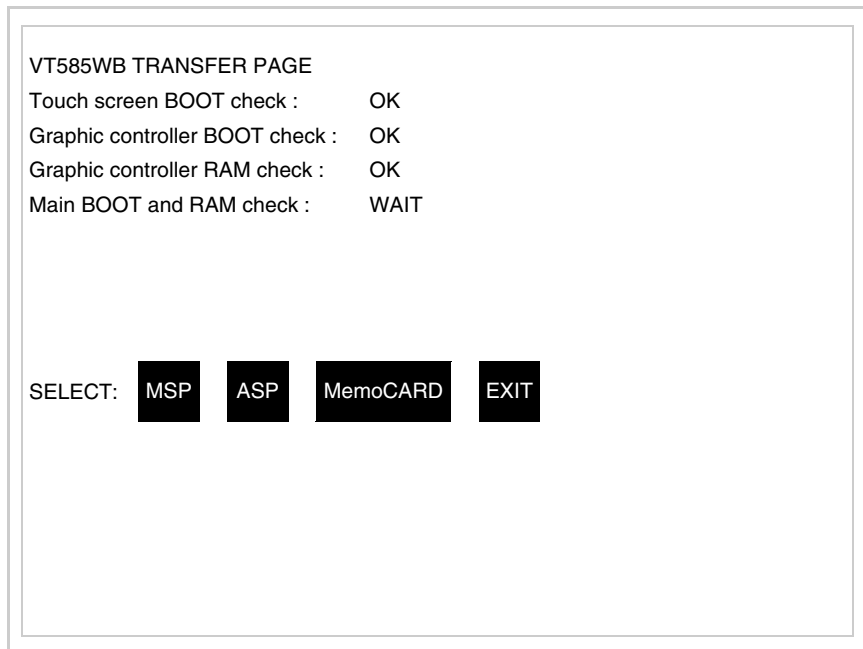 VT585WB TRANSFER PAGE
Touch screen BOOT check : OK
Graphic controller BOOT check : OK
Graphic controller RAM check : OK
Main BOOT and RAM check : WAIT
SELECT: MSP ASP MemoCARD EXIT